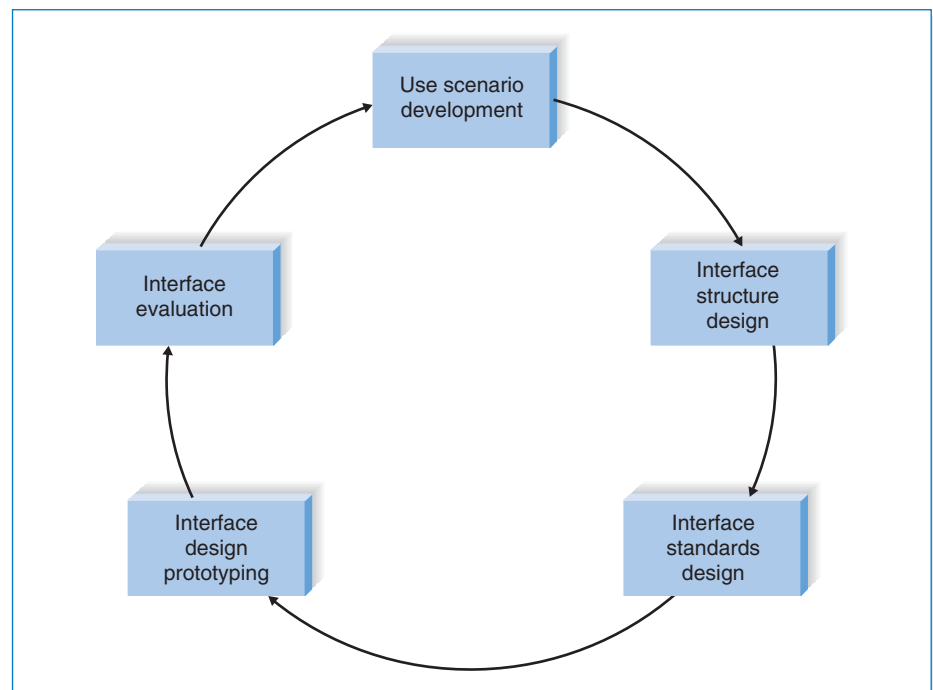 Use scenario
development
Interface
structure
design
Interface
standards
design
Interface
design
prototyping
Interface
evaluation